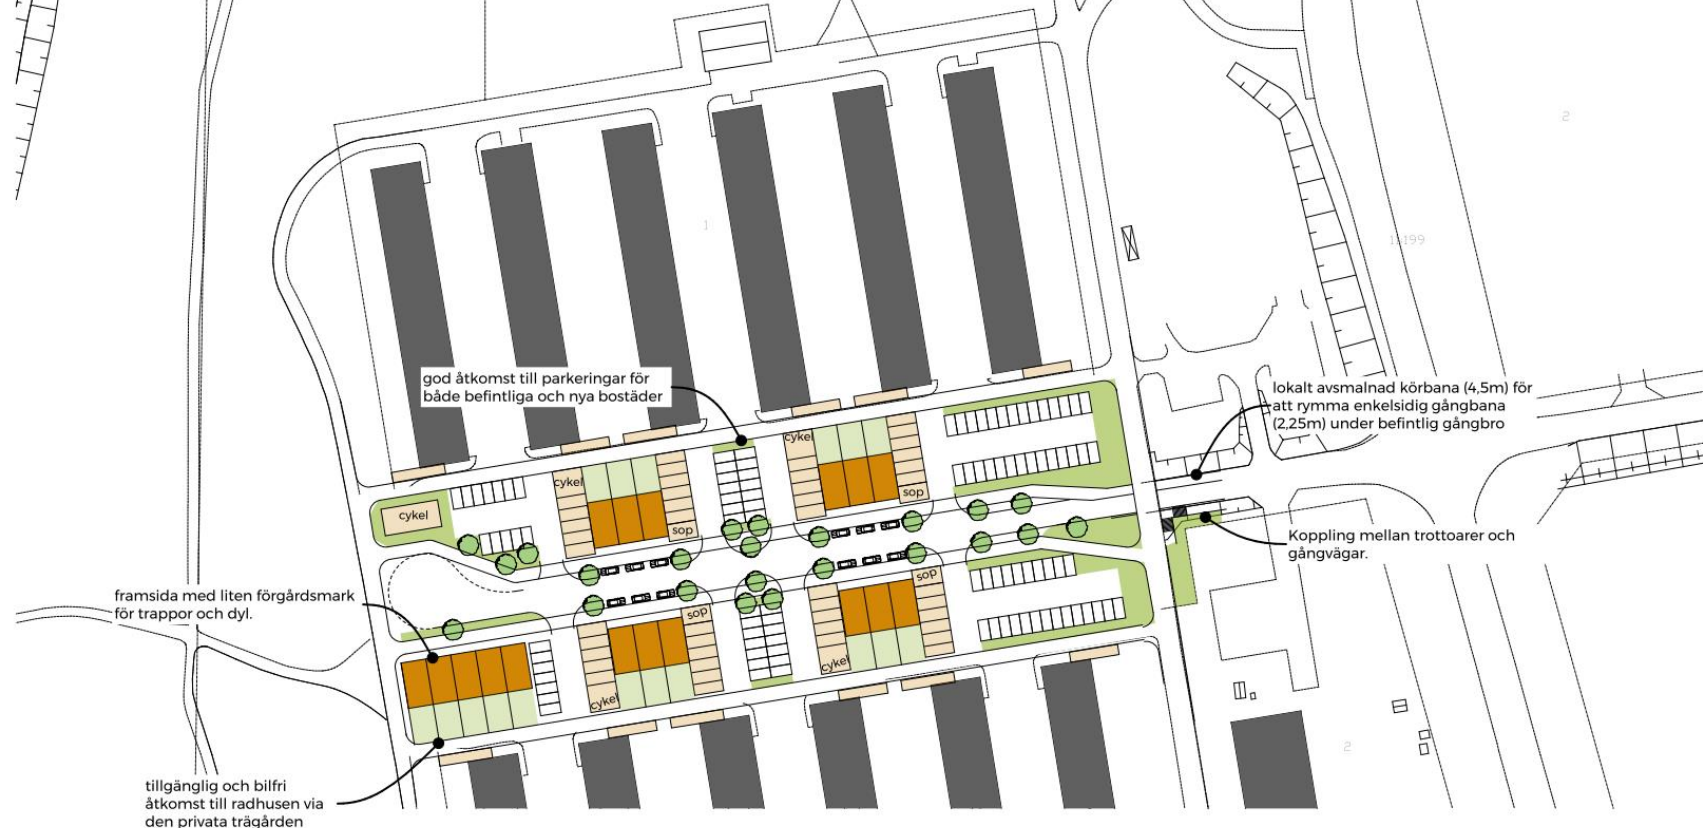 2
1
1:199
god åtkomst till parkeringar för
både befintliga och nya bostäder
lokalt avsmalnad körbana (4,5m) för
att rymma enkelsidig gångbana
(2,25m) under befintlig gångbro
cykel
cykel
sop
cykel
sop
Koppling mellan trottoarer och
gångvägar.
framsida med liten förgårdsmark
för trappor och dyl.
sop
sop
cykel
cykel
2
tillgänglig och bilfri
åtkomst till radhusen via
den privata trägården